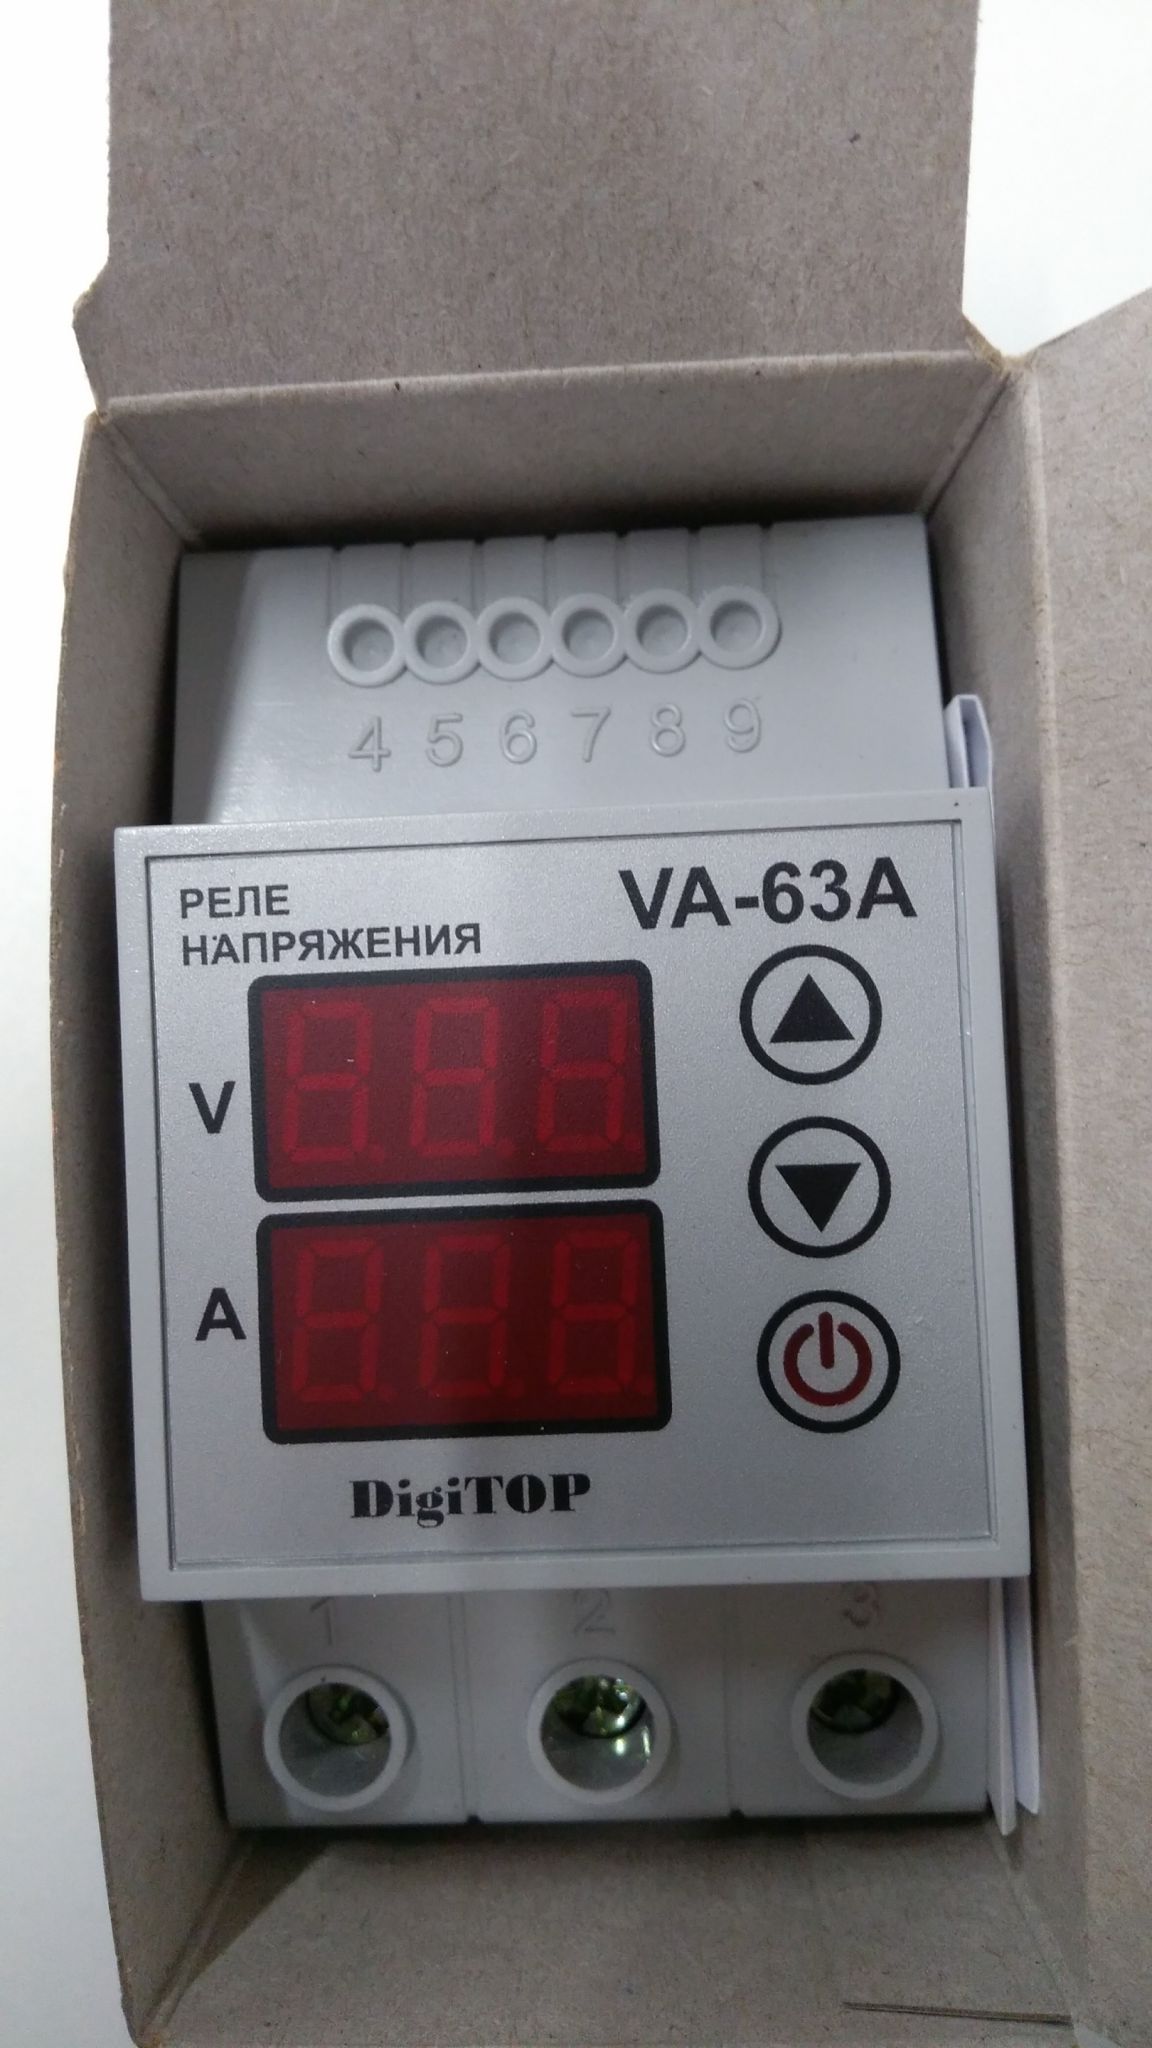 4 5 6 7 8 9
РЕЛЕ
НАПРЯЖЕНИЯ
VA-63A
V
A
DigiTOP
1 2 3